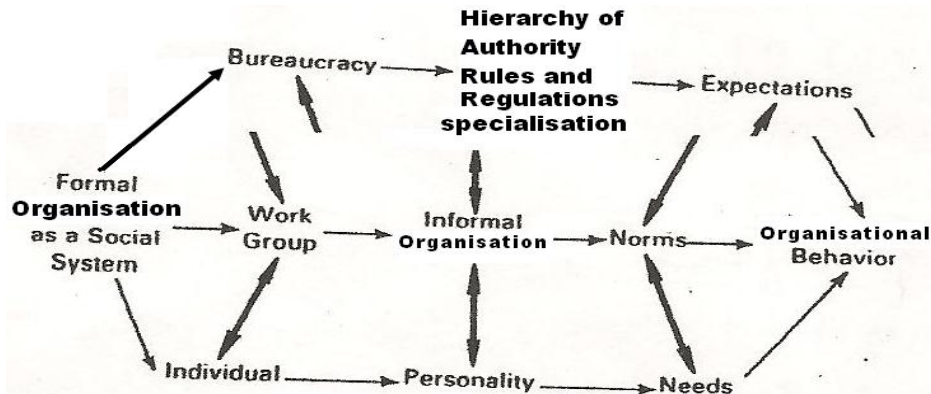 Hierarchy of
Authority
Rules and
Regulations
specialisation
Bureaucracy
Expectations
Formal
Organisation
as a Social
System
Work
Group
Informal
Organisation
Norms
Organisational
Behavior
Individual
Personality
Needs